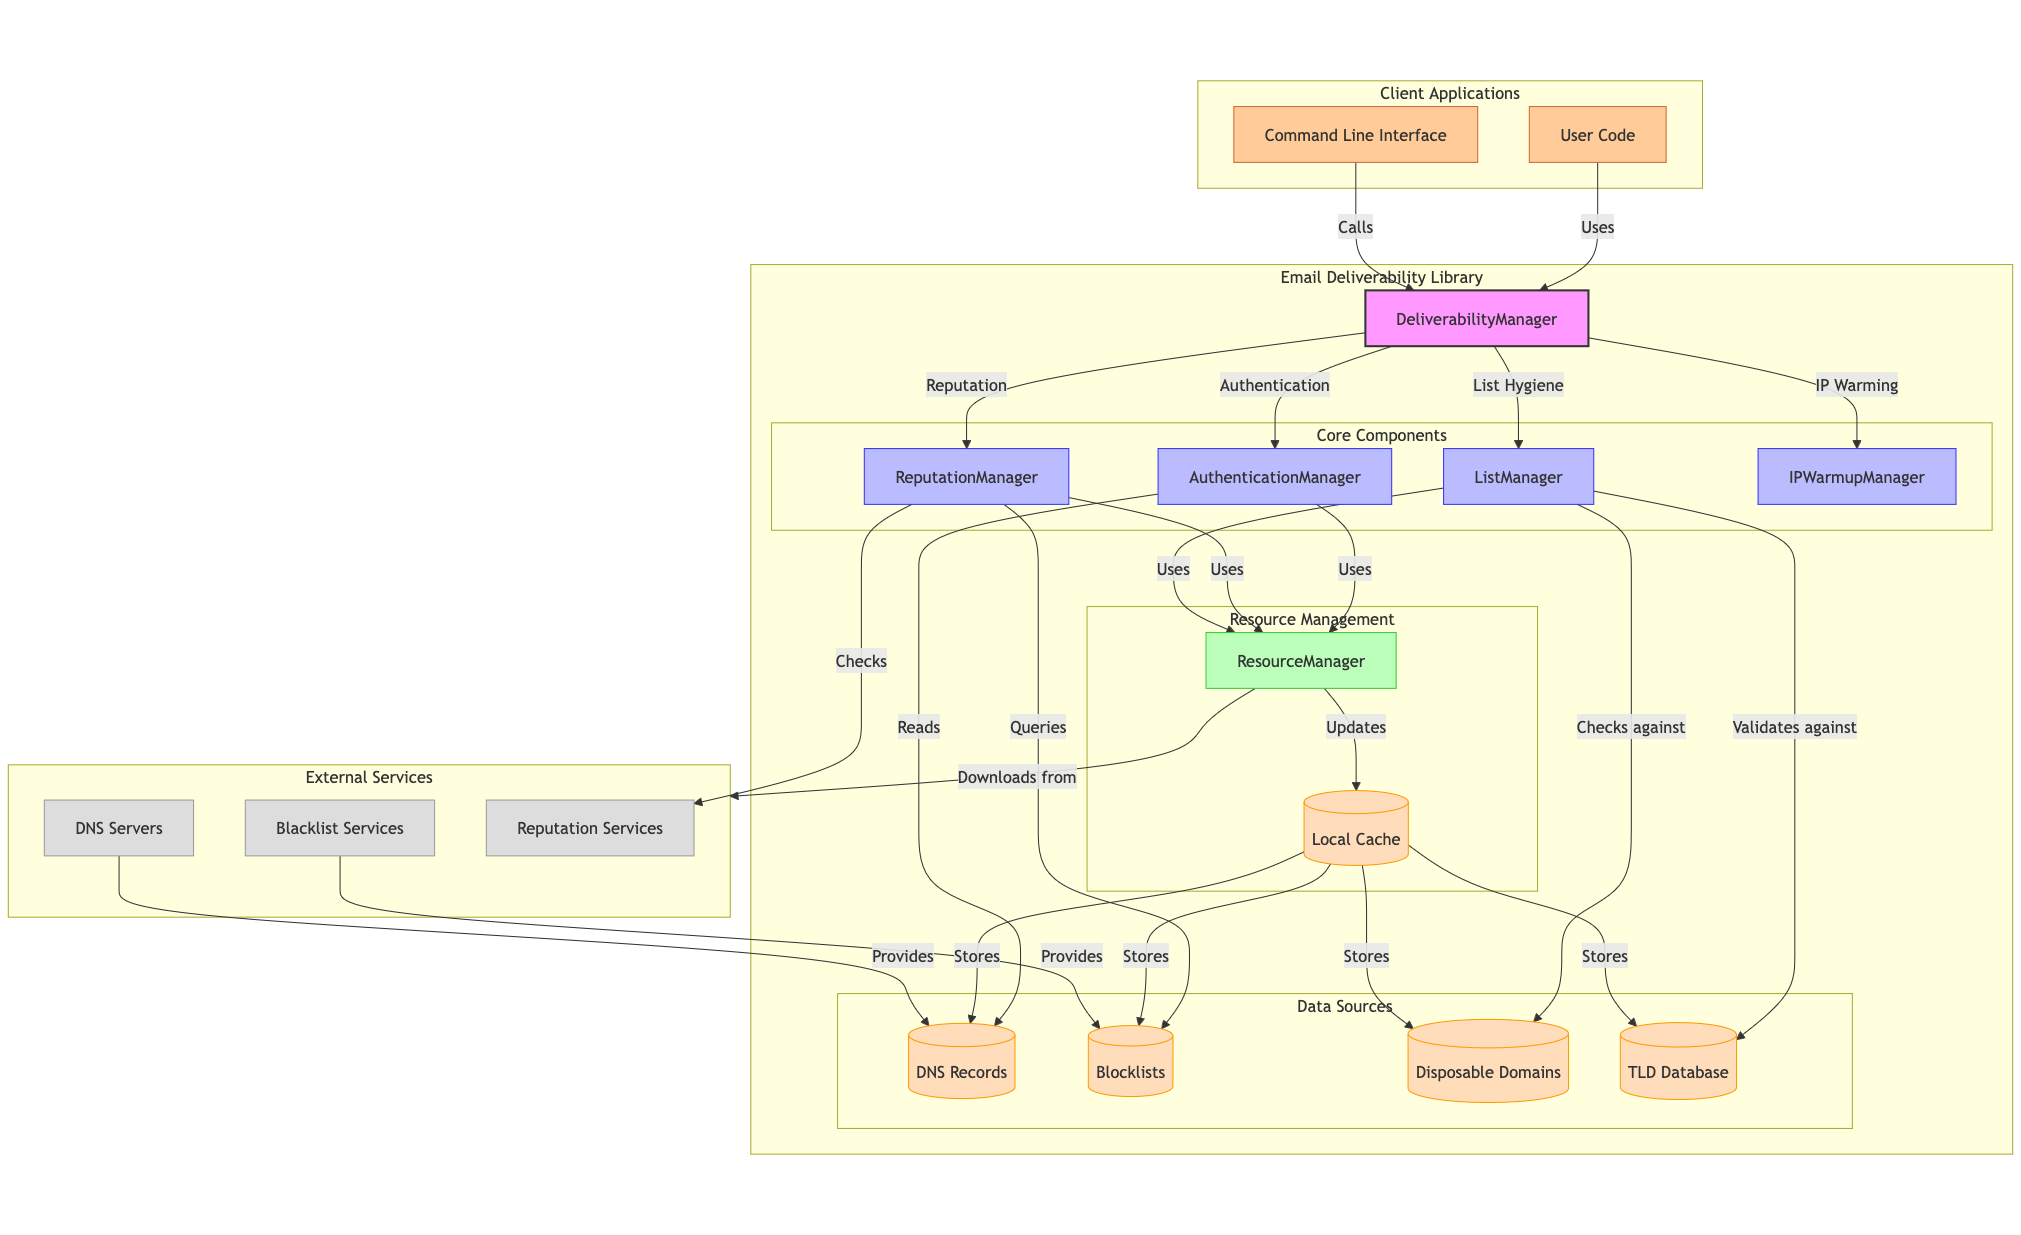 Client Applications
Command Line Interface
User Code
Calls
Uses
Email Deliverability Library
DeliverabilityManager
Reputation
Authentication
List Hygiene
IP Warming
Core Components
ReputationManager
AuthenticationManager
ListManager
IPWarmupManager
Uses
Uses
Uses
Resource Management
ResourceManager
Checks
Reads
Queries
Updates
Checks against
Validates against
External Services
Downloads from
DNS Servers
Blacklist Services
Reputation Services
Local Cache
Provides
Stores
Provides
Stores
Stores
Stores
Data Sources
DNS Records
Blocklists
Disposable Domains
TLD Database